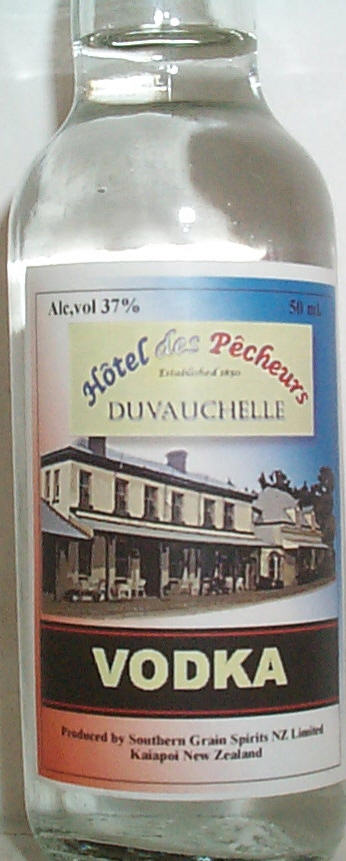 Alc,vol 37%
50 ml
Hôtel des Pêcheurs
Established 1850
DUVAUCHELLE
VODKA
Produced by Southern Grain Spirits NZ Limited
Kaiapoi New Zealand